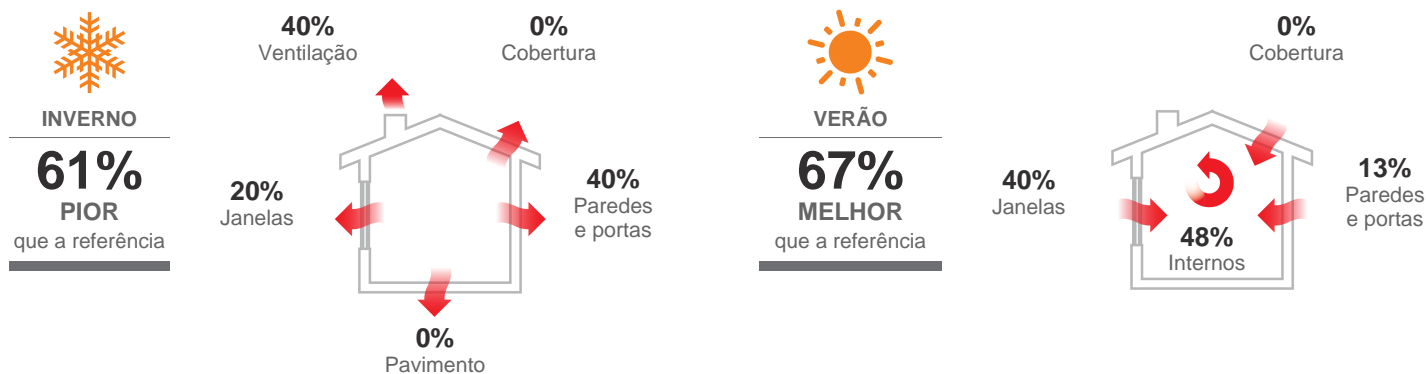 INVERNO
61%
PIOR
que a referência
40%
Ventilação
0%
Cobertura
20%
Janelas
40%
Paredes
e portas
0%
Pavimento
VERÃO
67%
MELHOR
que a referência
0%
Cobertura
40%
Janelas
13%
Paredes
e portas
48%
Internos